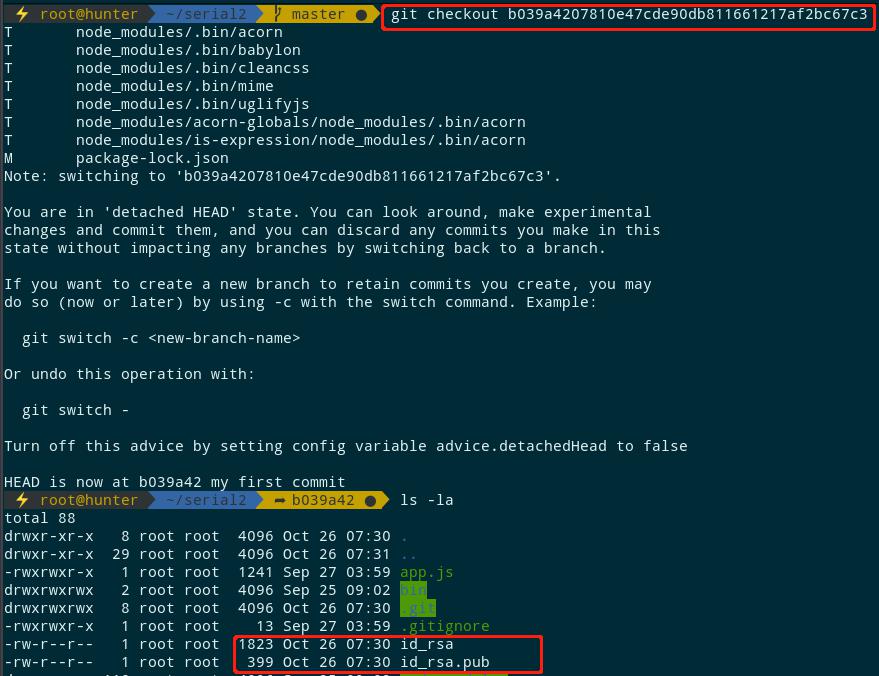 ⚡ root@hunter ~/serial2 master ● git checkout b039a4207810e47cde90db811661217af2bc67c3
T node_modules/.bin/acorn
T node_modules/.bin/babylon
T node_modules/.bin/cleancss
T node_modules/.bin/mime
T node_modules/.bin/uglifyjs
T node_modules/acorn-globals/node_modules/.bin/acorn
T node_modules/is-expression/node_modules/.bin/acorn
M package-lock.json
Note: switching to 'b039a4207810e47cde90db811661217af2bc67c3'.
You are in 'detached HEAD' state. You can look around, make experimental
changes and commit them, and you can discard any commits you make in this
state without impacting any branches by switching back to a branch.
If you want to create a new branch to retain commits you create, you may
do so (now or later) by using -c with the switch command. Example:
git switch -c <new-branch-name>
Or undo this operation with:
git switch -
Turn off this advice by setting config variable advice.detachedHead to false
HEAD is now at b039a42 my first commit
⚡ root@hunter ~/serial2 ➦ b039a42 ● ls -la
total 88
drwxr-xr-x 8 root root 4096 Oct 26 07:30 .
drwxr-xr-x 29 root root 4096 Oct 26 07:31 ..
-rwxrwxr-x 1 root root 1241 Sep 27 03:59 app.js
drwxrwxrwx 2 root root 4096 Sep 25 09:02 bin
drwxrwxrwx 8 root root 4096 Oct 26 07:30 .git
-rwxrwxr-x 1 root root 13 Sep 27 03:59 .gitignore
-rw-r--r-- 1 root root 1823 Oct 26 07:30 id_rsa
-rw-r--r-- 1 root root 399 Oct 26 07:30 id_rsa.pub